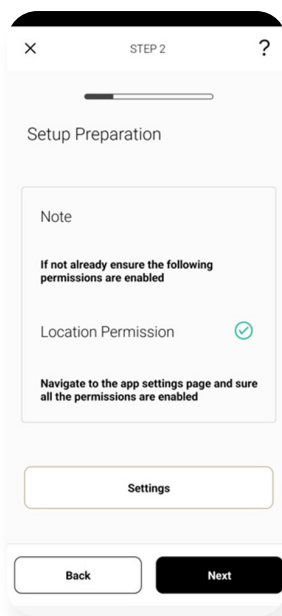 STEP 2
?
Setup Preparation
Note
If not already ensure the following
permissions are enabled
Location Permission
Navigate to the app settings page and sure
all the permissions are enabled
Settings
Back
Next